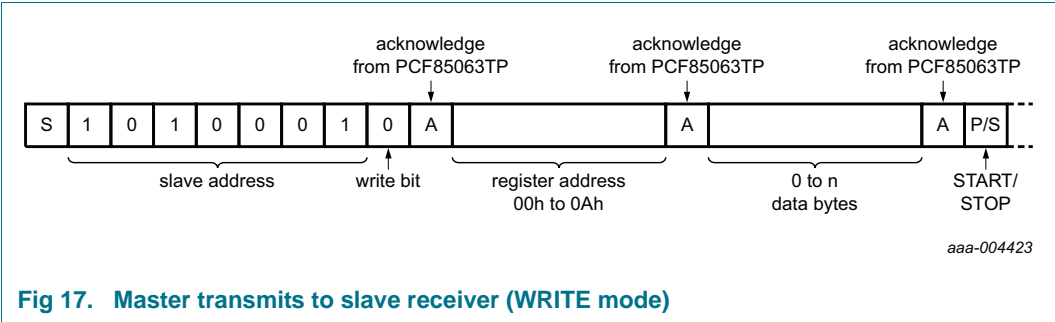 acknowledge
from PCF85063TP
acknowledge
from PCF85063TP
acknowledge
from PCF85063TP
S 1 0 1 0 0 0 1 0 A A A P/S
slave address
write bit
register address
00h to 0Ah
0 to n
data bytes
START/
STOP
aaa-004423
Fig 17. Master transmits to slave receiver (WRITE mode)